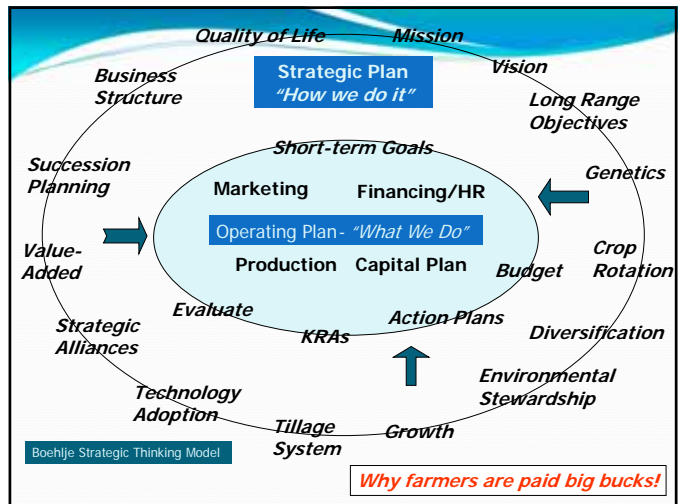 Quality of Life
Mission
Strategic Plan
“How we do it”
Vision
Business
Structure
Long Range
Objectives
Short-term Goals
Succession
Planning
Marketing
Financing/HR
Genetics
Operating Plan - “What We Do”
Value-
Added
Production
Capital Plan
Budget
Crop
Rotation
Evaluate
KRAs
Action Plans
Strategic
Alliances
Diversification
Environmental
Stewardship
Technology
Adoption
Tillage
System
Growth
Boehlje Strategic Thinking Model
Why farmers are paid big bucks!